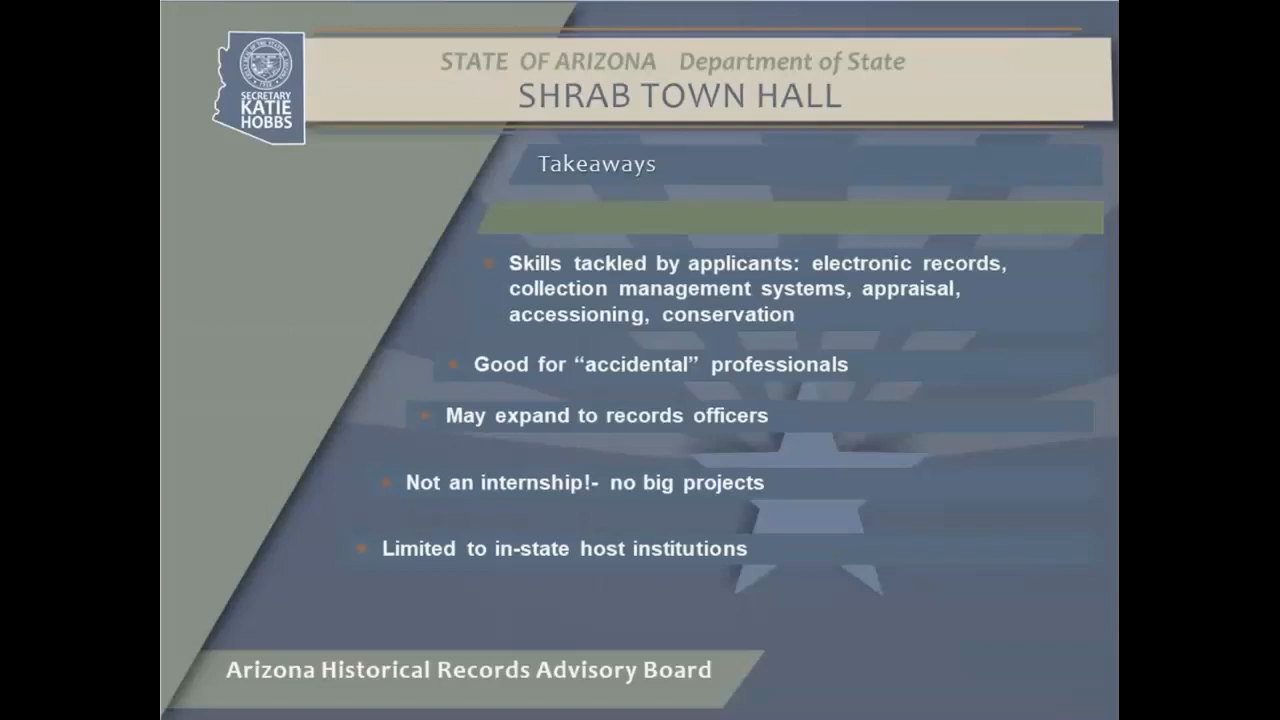 SECRETARY
KATIE
HOBBS
STATE OF ARIZONA Department of State
SHRAB TOWN HALL
Takeaways
Skills tackled by applicants: electronic records,
collection management systems, appraisal,
accessioning, conservation
Good for “accidental” professionals
May expand to records officers
Not an internship!- no big projects
Limited to in-state host institutions
Arizona Historical Records Advisory Board